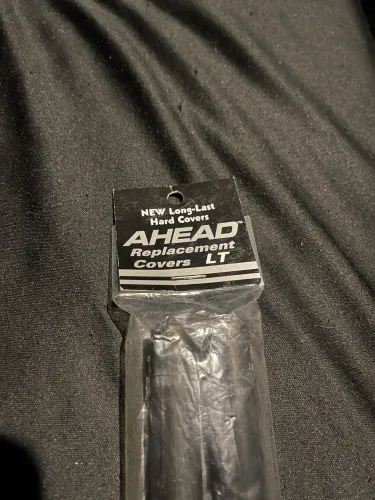 NEW Long-Last
Hard Covers
AHEAD™
Replacement
Covers LT